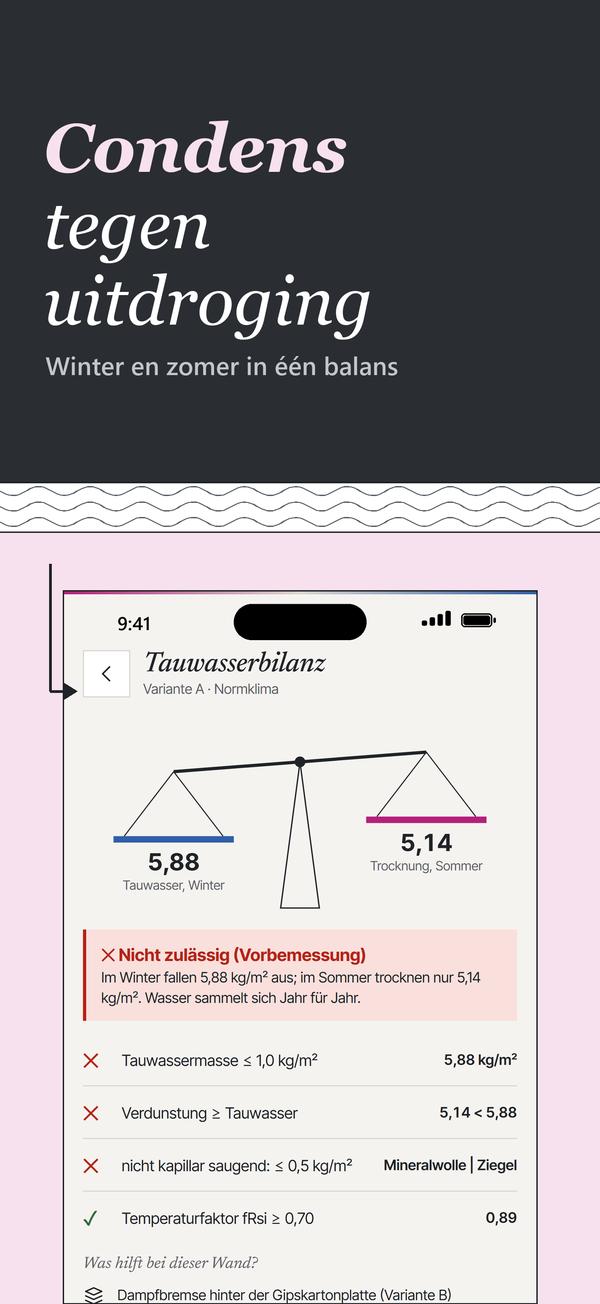 Condens
tegen
uitdroging
Winter en zomer in één balans
9:41
Tauwasserbilanz
Variante A · Normklima
5,88
Tauwasser, Winter
5,14
Trocknung, Sommer
Nicht zulässig (Vorbemessung)
Im Winter fallen 5,88 kg/m² aus; im Sommer trocknen nur 5,14
kg/m². Wasser sammelt sich Jahr für Jahr.
Tauwassermasse ≤ 1,0 kg/m² 5,88 kg/m²
Verdunstung ≥ Tauwasser 5,14 < 5,88
nicht kapillar saugend: ≤ 0,5 kg/m² Mineralwolle | Ziegel
Temperaturfaktor fRsi ≥ 0,70 0,89
Was hilft bei dieser Wand?
Dampfbremse hinter der Gipskartonplatte (Variante B)